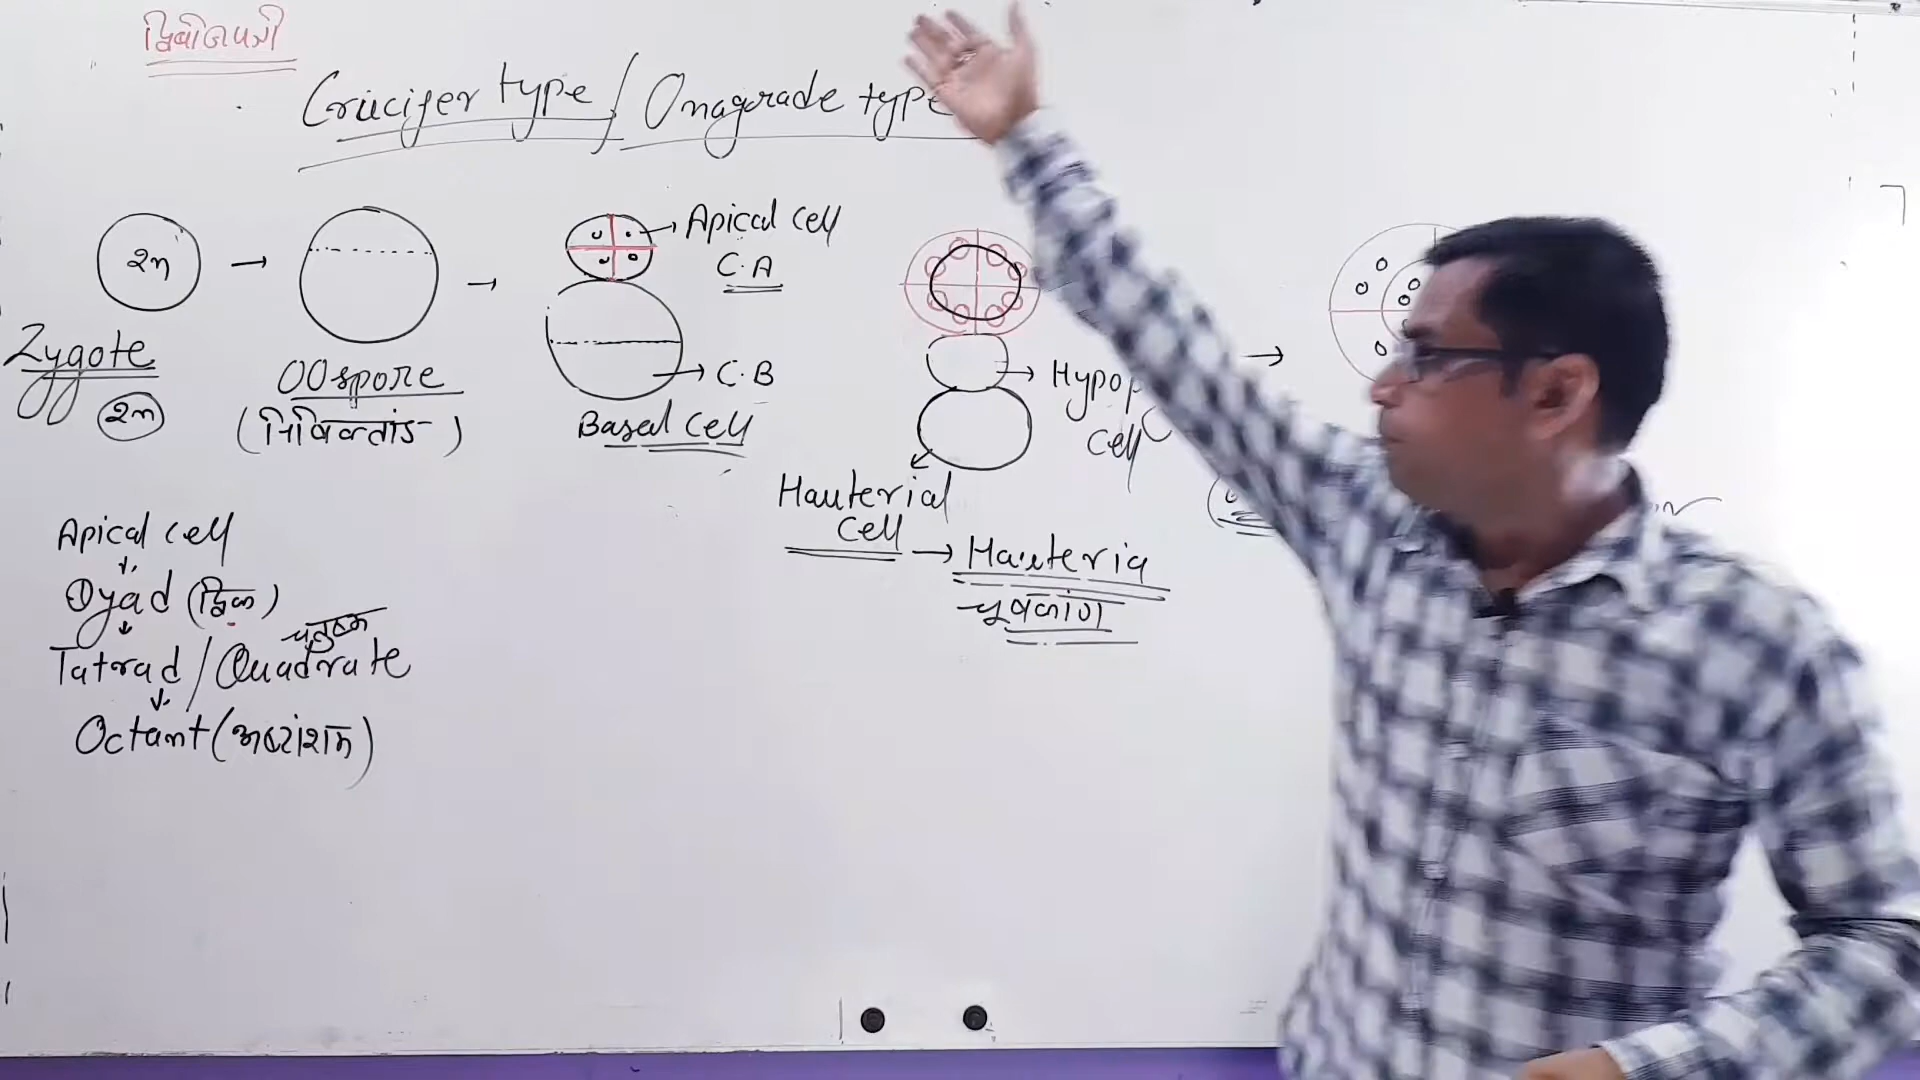 द्विबीजपत्री
Crucifer type / Onagrade type
2n
Zygote
2n
OOspore
(निषिक्तांड)
Apical cell
C.A
C.B
Basal cell
Hypop
cell
Hauterial
cell → Hauteria
चूषकांग
Apical cell
Dyad (द्विक)
चतुष्क
Tatrad / Quadrate
Octant (अष्टांशक)